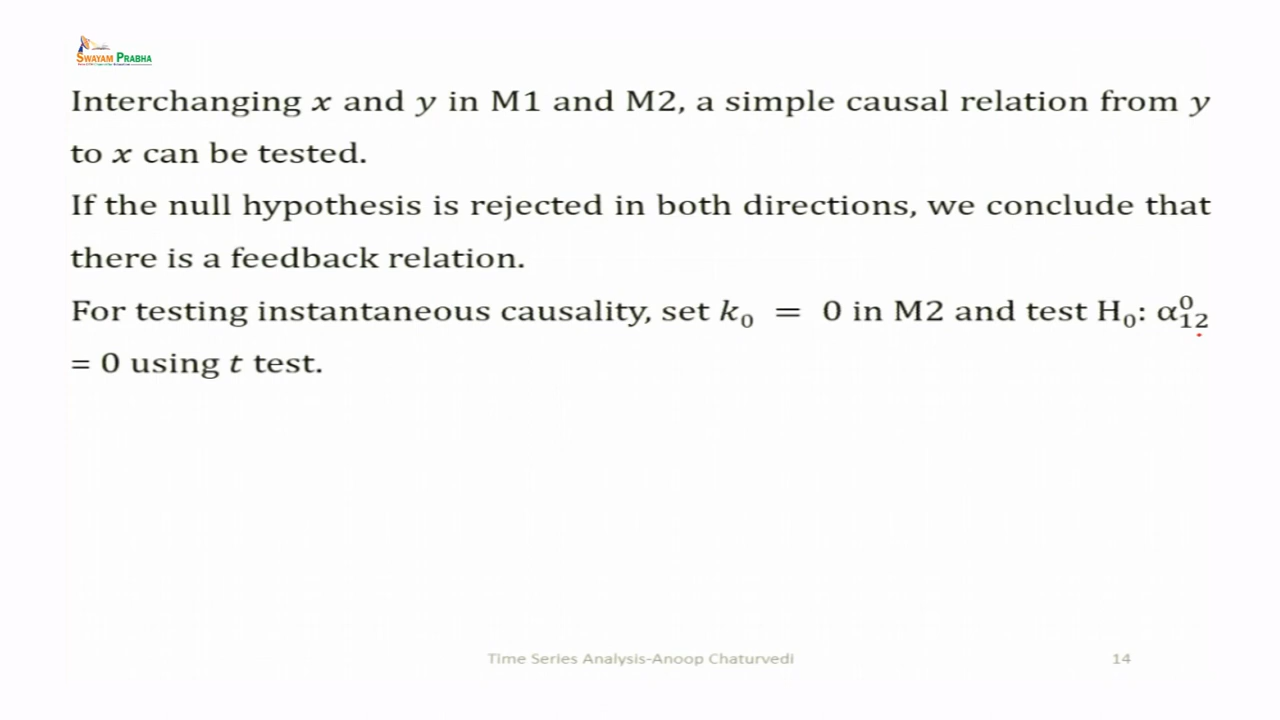 SWAYAM PRABHA
Interchanging x and y in M1 and M2, a simple causal relation from y
to x can be tested.
If the null hypothesis is rejected in both directions, we conclude that
there is a feedback relation.
For testing instantaneous causality, set k₀ = 0 in M2 and test H₀: α⁰₁₂
= 0 using t test.
Time Series Analysis-Anoop Chaturvedi
14